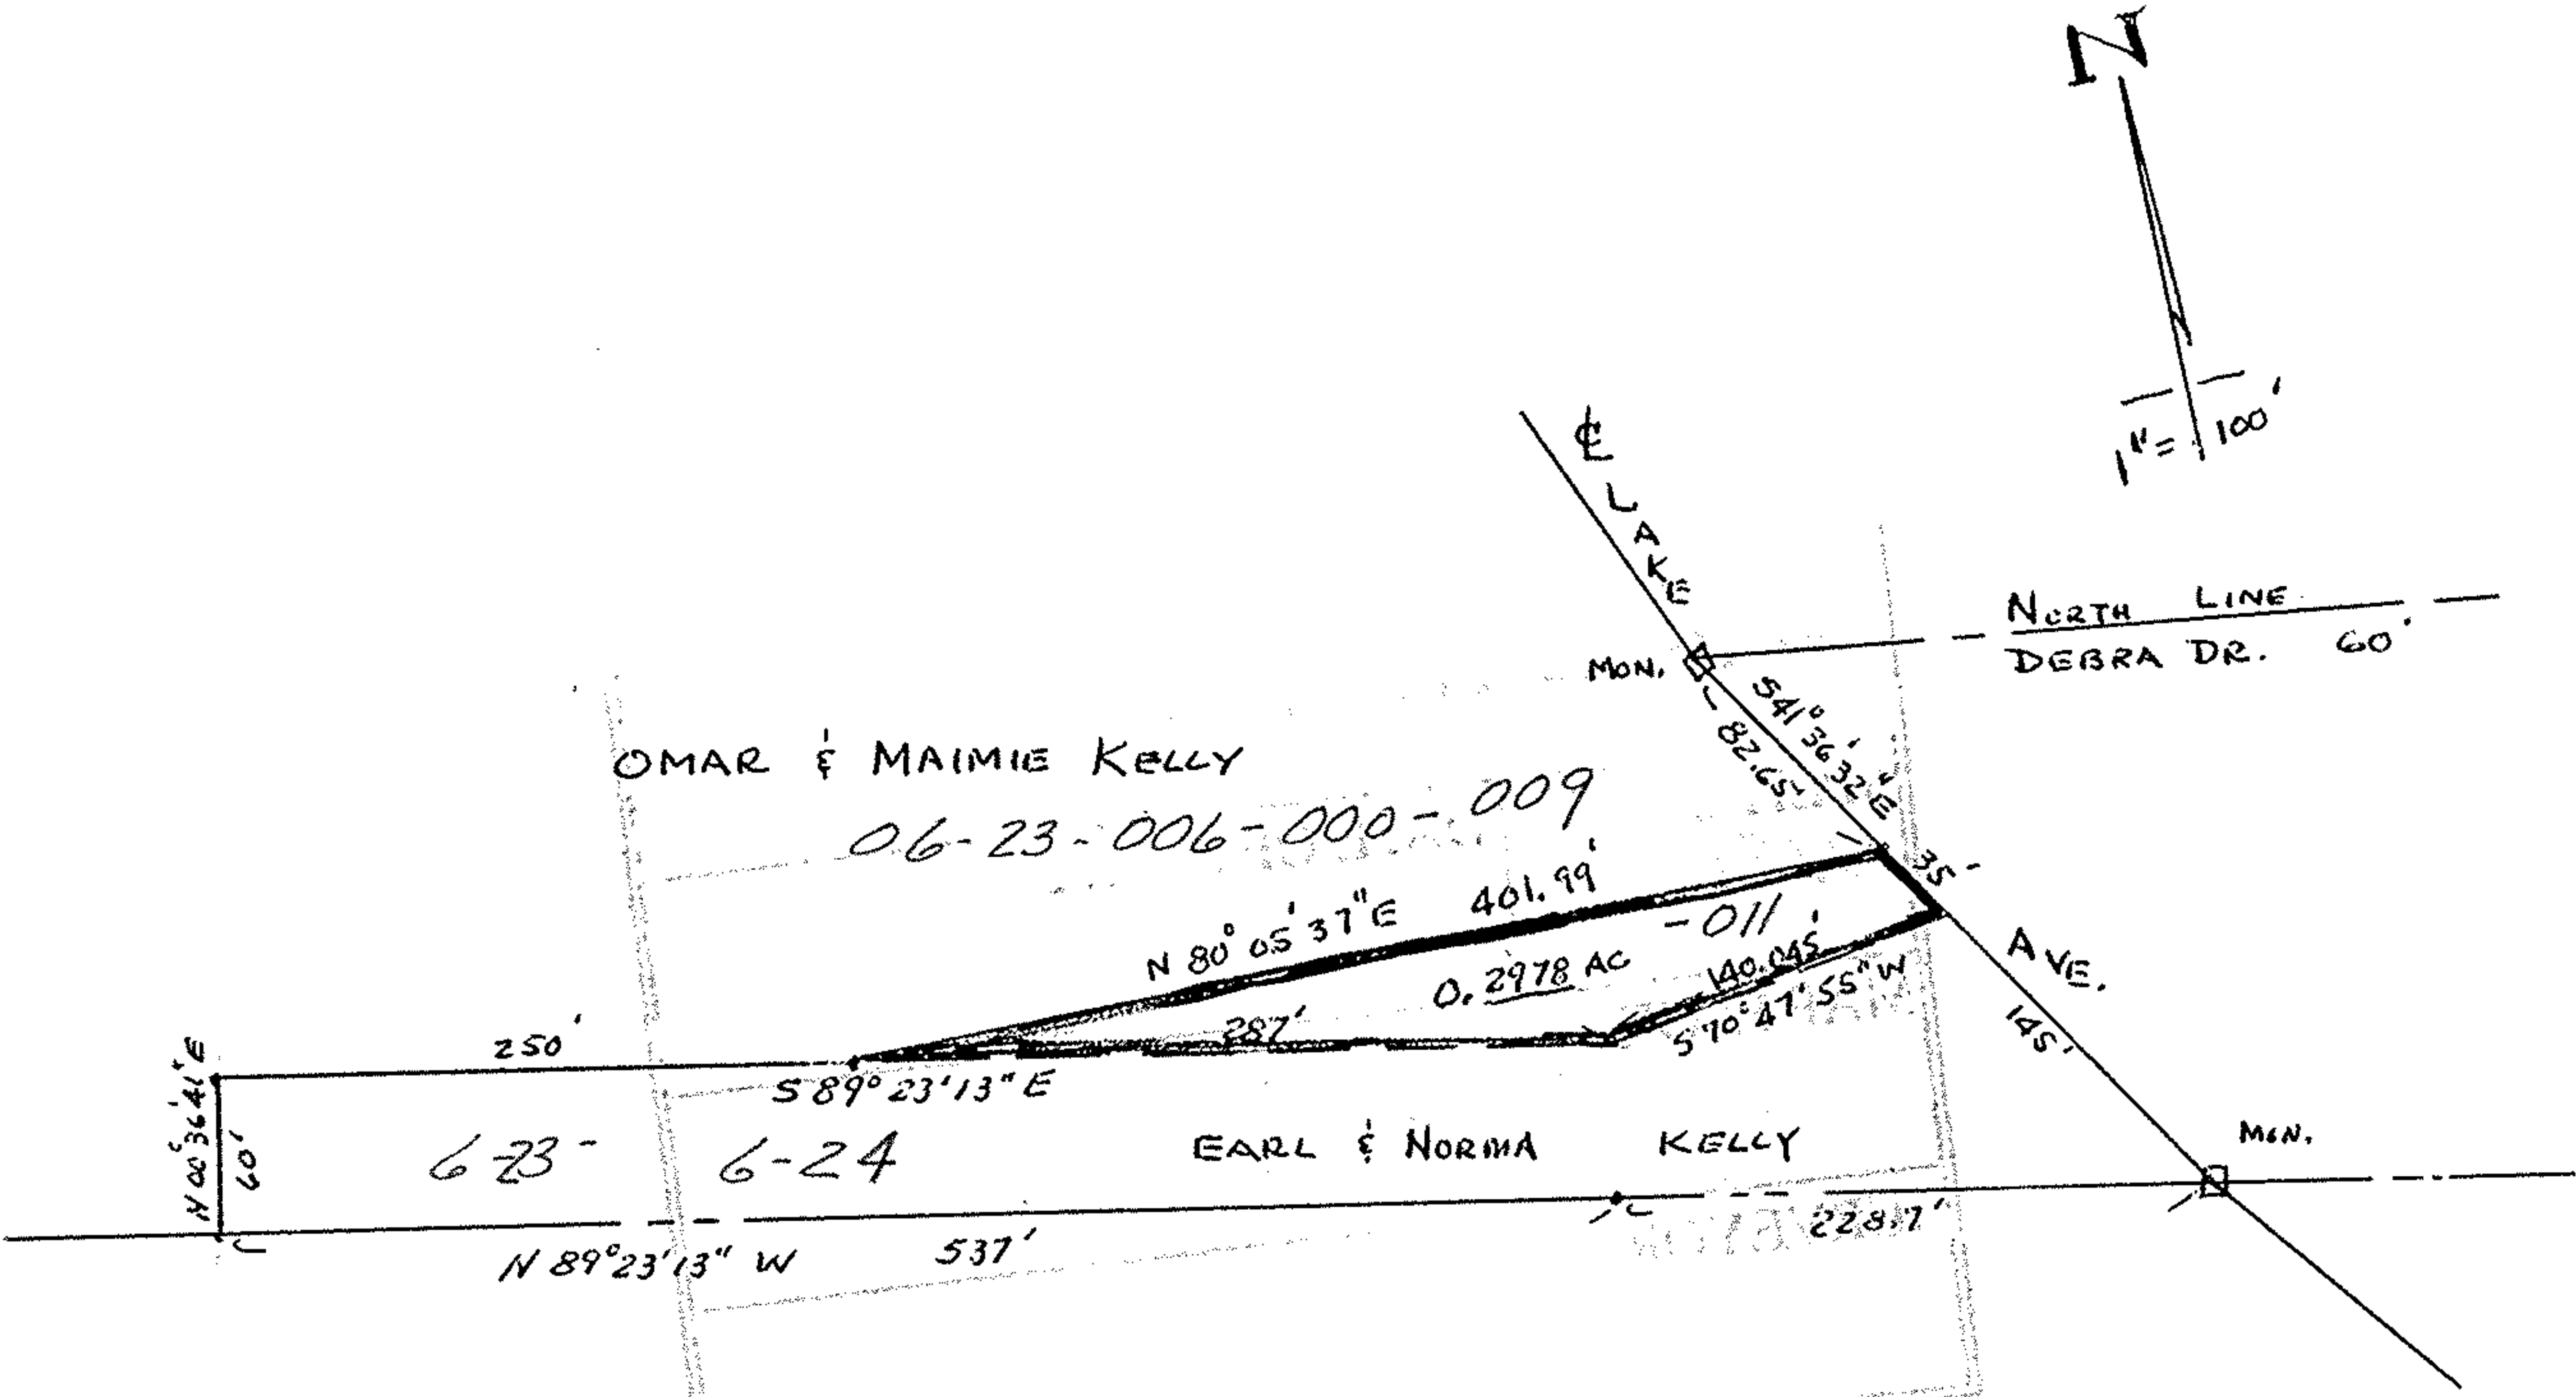 N
1" = 100'
℄ LAKE
NORTH LINE
DEBRA DR. 60'
MON.
S41°36'32"E
82.65'
OMAR & MAIMIE KELLY
06-23-006-000-.009
35'
N 80°05'37"E 401.99'
-011
0.2978 AC
140.045'
S70°47'55"W
AVE.
145'
287'
250'
S 89°23'13"E
N 00°36'41"E
60'
6-23-
6-24
EARL & NORMA KELLY
MON.
228.7'
N 89°23'13" W 537'